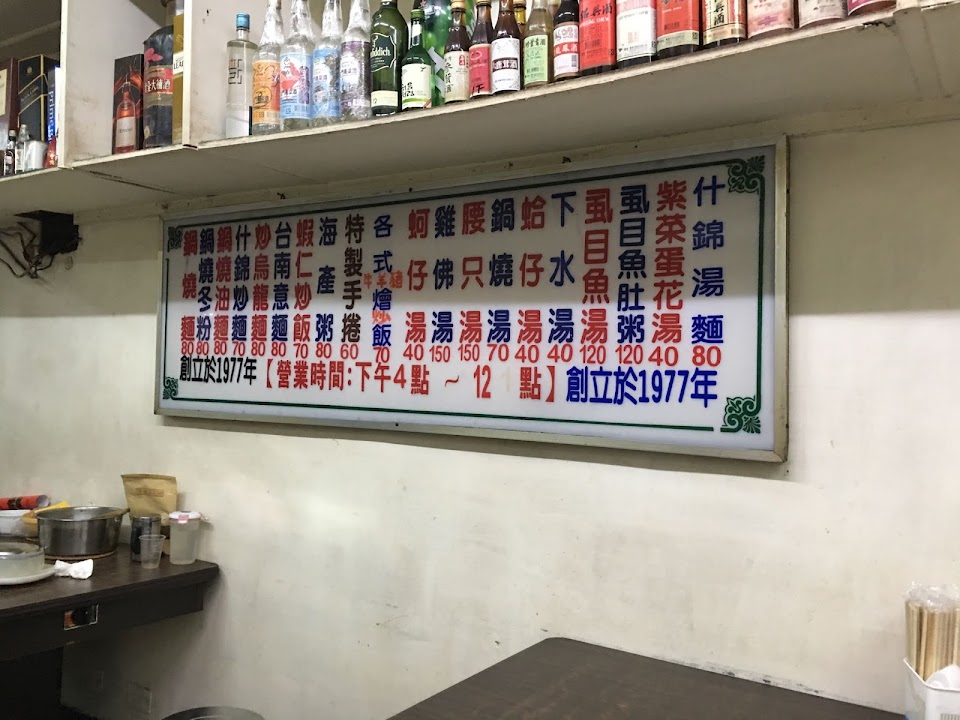 什錦湯麵 80
紫菜蛋花湯 40
虱目魚肚粥 120
虱目魚湯 120
下水湯 40
蛤仔湯 40
鍋燒湯 70
腰只湯 150
雞佛湯 150
蚵仔湯 40
各式燴飯 70
牛羊豬
炒
特製手捲 60
海產粥 80
蝦仁炒飯 70
台南意麵 80
炒烏龍麵 80
什錦炒麵 70
鍋燒油麵 80
鍋燒冬粉 80
鍋燒麵 80
創立於1977年【營業時間:下午4點 ~ 12 點】創立於1977年